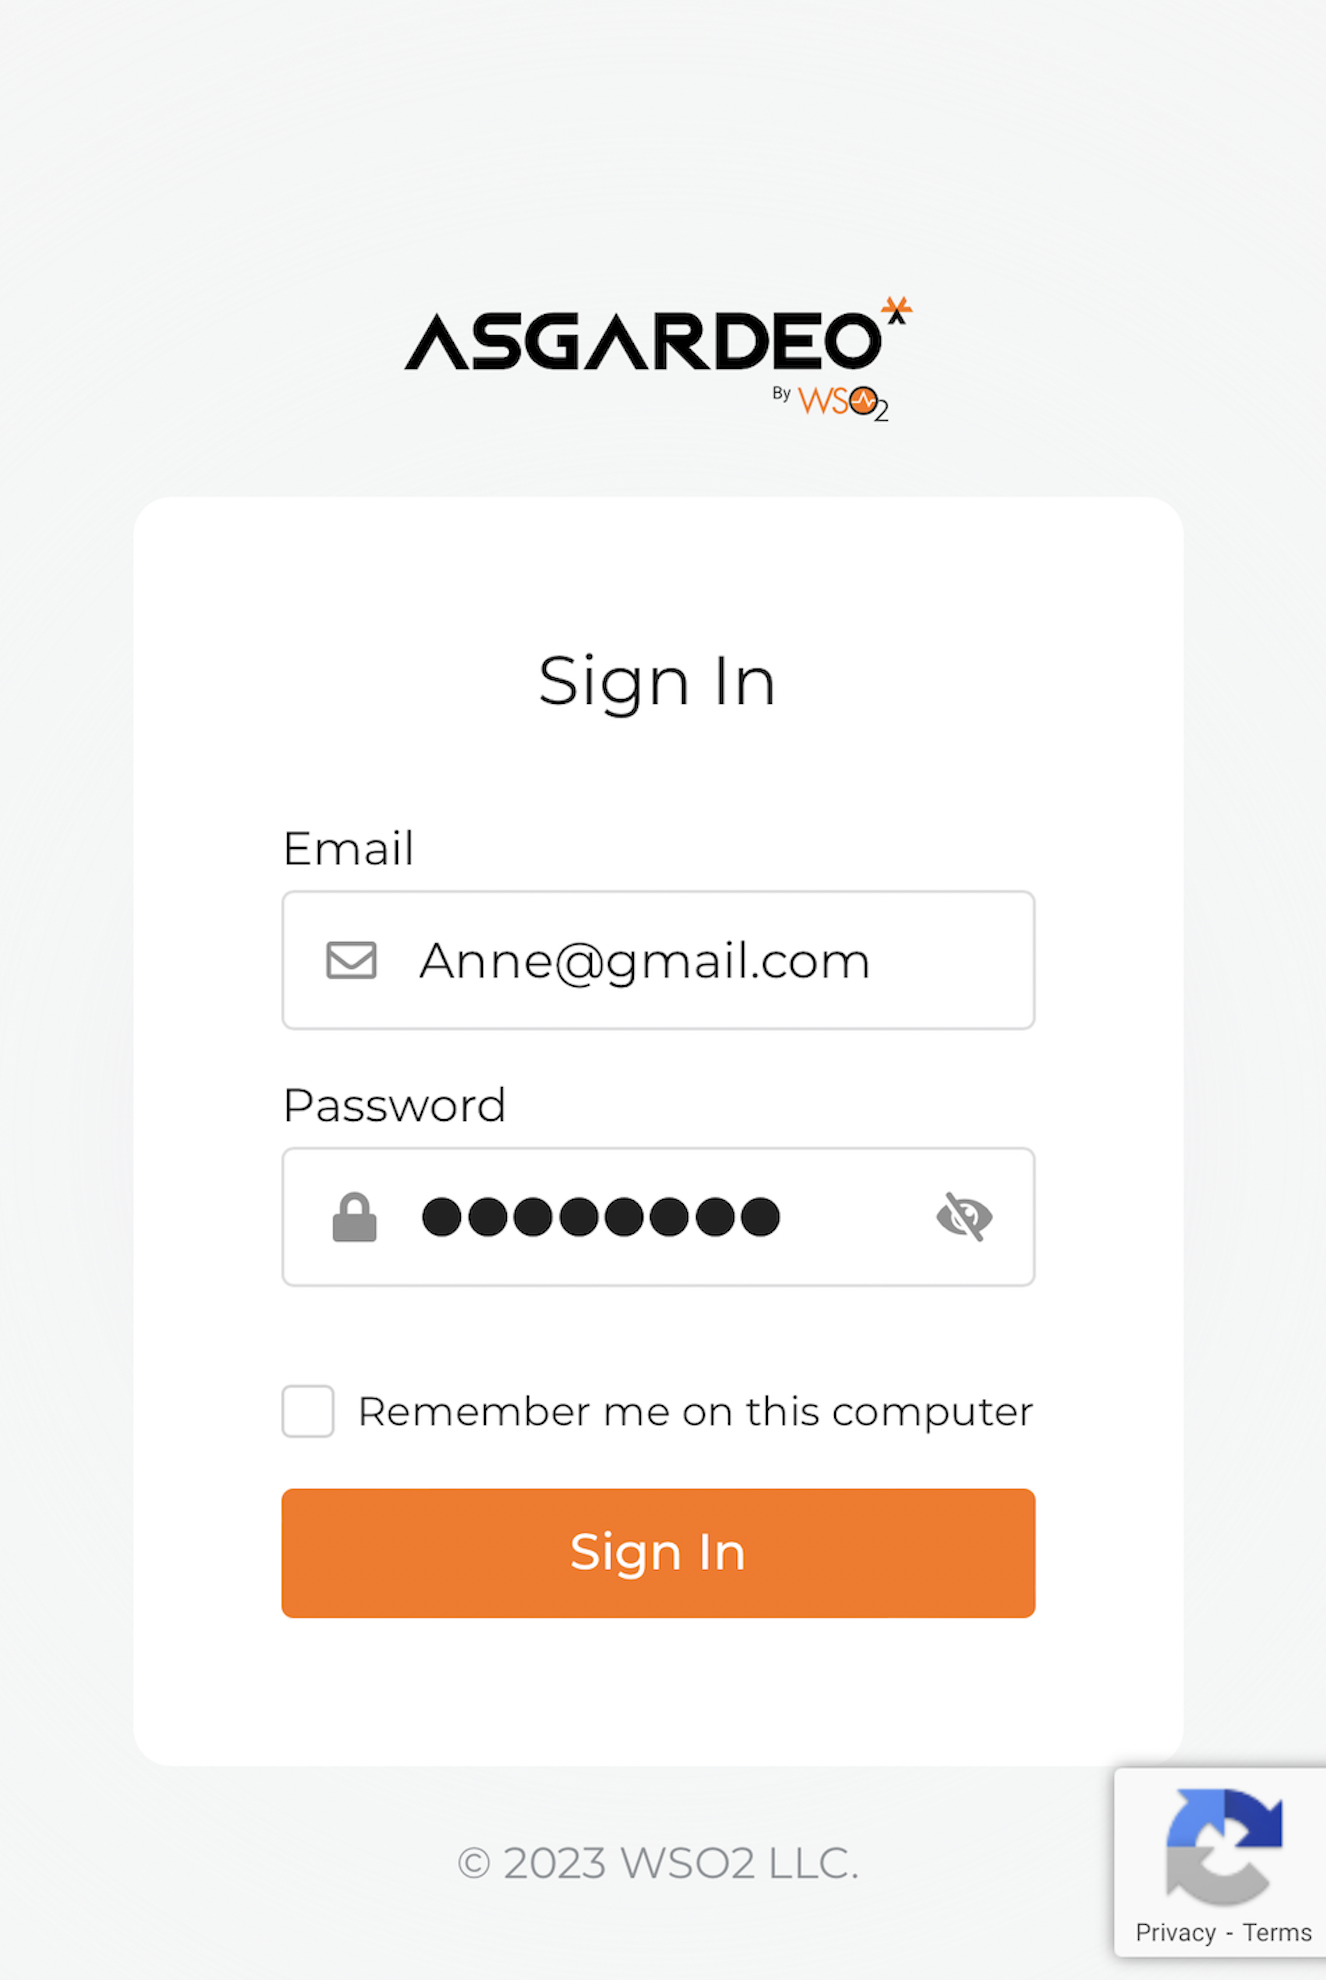 ASGARDEO
By WSO2
Sign In
Email
Anne@gmail.com
Password
Remember me on this computer
Sign In
© 2023 WSO2 LLC.
Privacy - Terms